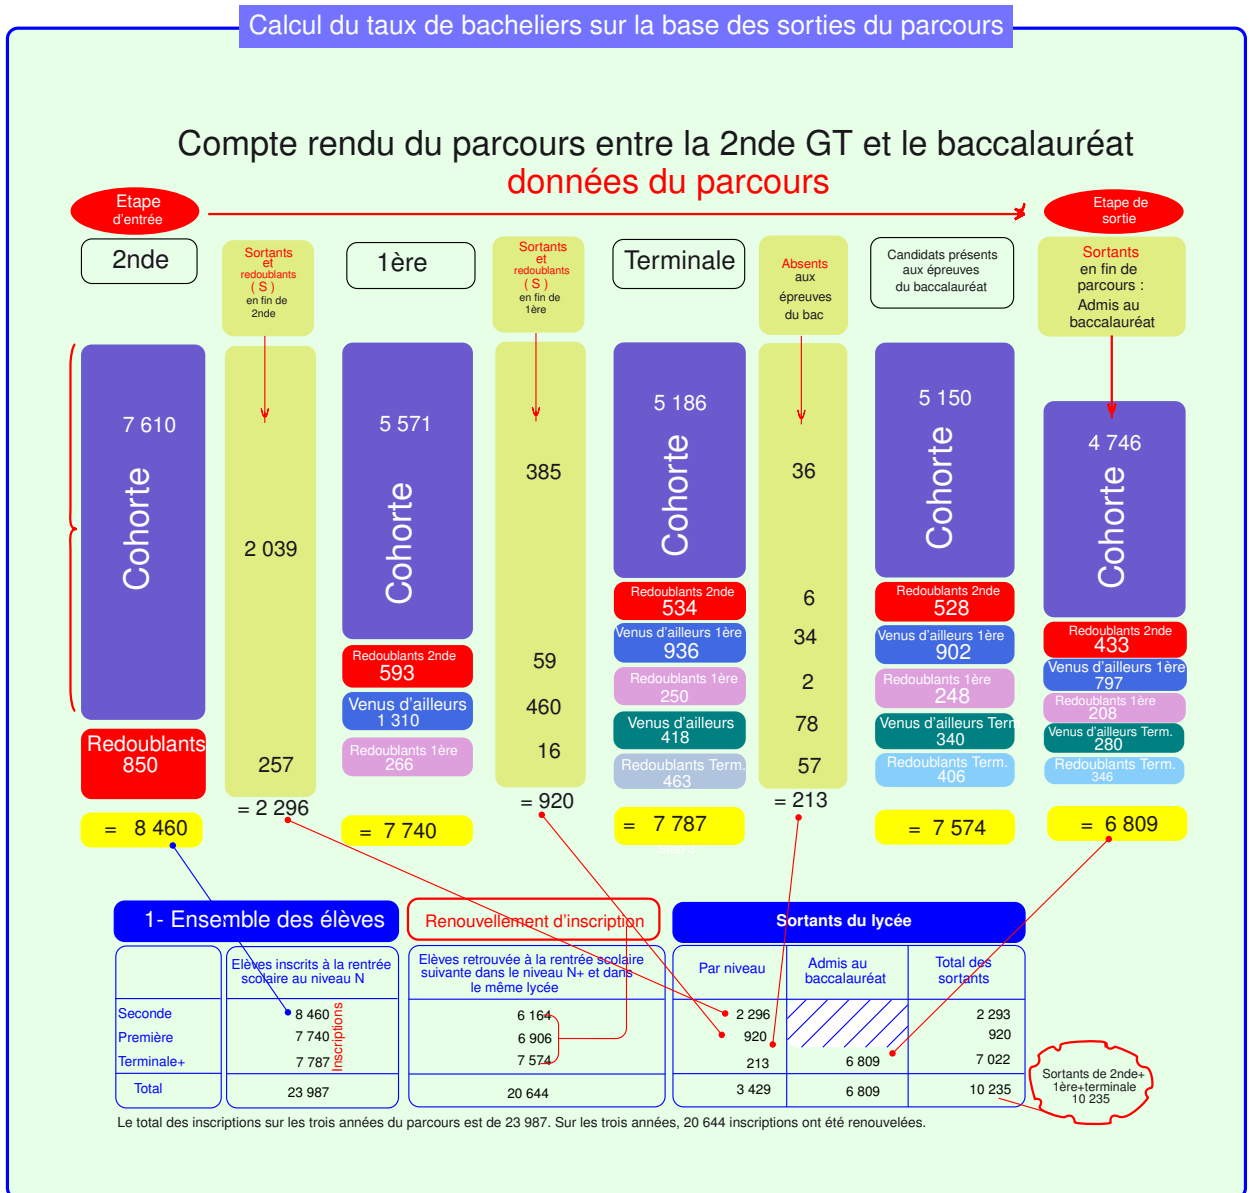 Calcul du taux de bacheliers sur la base des sorties du parcours
Compte rendu du parcours entre la 2nde GT et le baccalauréat
données du parcours
Etape
d'entrée
Etape de
sortie
2nde
Sortants
et
redoublants
( S )
en fin de
2nde
1ère
Sortants
et
redoublants
( S )
en fin de
1ère
Terminale
Absents
aux
épreuves
du bac
Candidats présents
aux épreuves
du baccalauréat
Sortants
en fin de
parcours :
Admis au
baccalauréat
7 610
Cohorte
Redoublants
850
= 8 460
2 039
257
= 2 296
5 571
Cohorte
Redoublants 2nde
593
Venus d'ailleurs
1 310
Redoublants 1ère
266
= 7 740
385
59
460
16
= 920
5 186
Cohorte
Redoublants 2nde
534
Venus d'ailleurs 1ère
936
Redoublants 1ère
250
Venus d'ailleurs
418
Redoublants Term.
463
= 7 787
36
6
34
2
78
57
= 213
5 150
Cohorte
Redoublants 2nde
528
Venus d'ailleurs 1ère
902
Redoublants 1ère
248
Venus d'ailleurs Term
340
Redoublants Term.
406
= 7 574
4 746
Cohorte
Redoublants 2nde
433
Venus d'ailleurs 1ère
797
Redoublants 1ère
208
Venus d'ailleurs Term.
280
Redoublants Term.
346
= 6 809
1- Ensemble des élèves
Renouvellement d'inscription
Sortants du lycée
Elèves inscrits à la rentrée
scolaire au niveau N
Elèves retrouvée à la rentrée scolaire
suivante dans le niveau N+ et dans
le même lycée
Par niveau
Admis au
baccalauréat
Total des
sortants
Seconde 8 460 6 164 2 296 2 293
Première 7 740 6 906 920 920
Terminale+ 7 787 7 574 213 6 809 7 022
Inscriptions
Total 23 987 20 644 3 429 6 809 10 235
Sortants de 2nde+
1ère+terminale
10 235
Le total des inscriptions sur les trois années du parcours est de 23 987. Sur les trois années, 20 644 inscriptions ont été renouvelées.